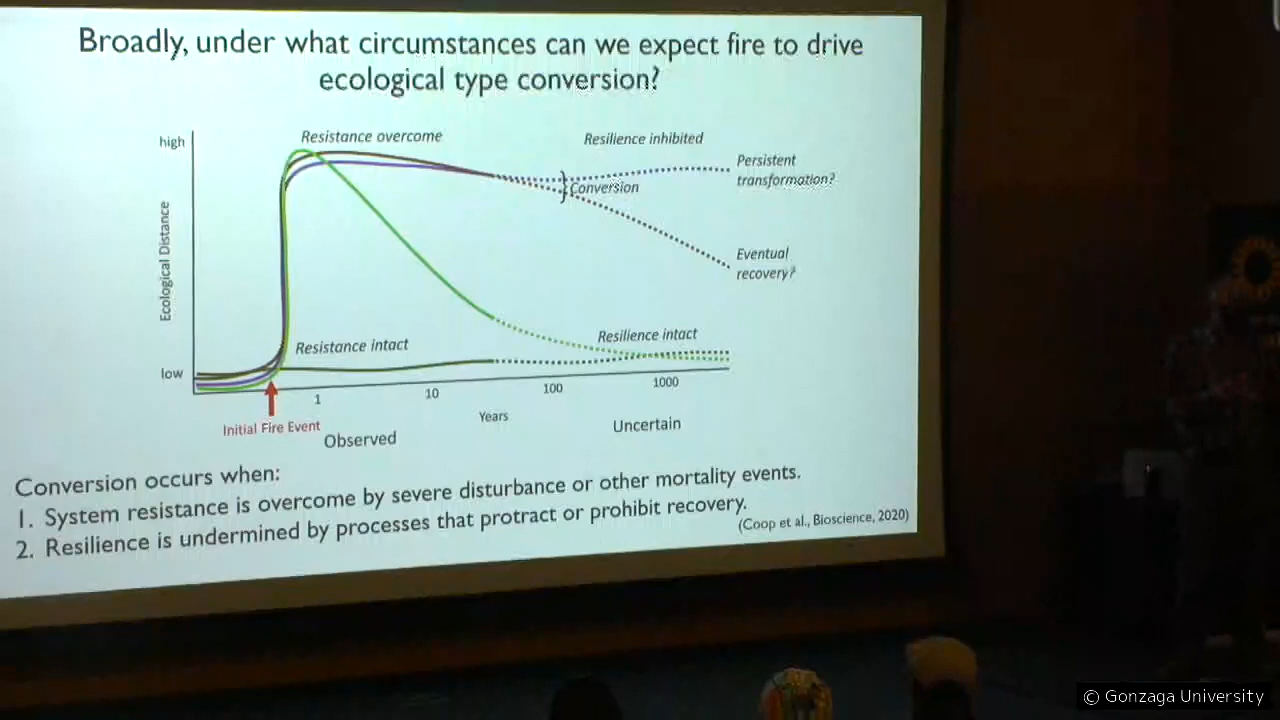 Broadly, under what circumstances can we expect fire to drive
ecological type conversion?
high
Resistance overcome
Resilience inhibited
Persistent
transformation?
Conversion
Ecological Distance
Eventual
recovery?
Resistance intact
Resilience intact
low
1
10
100
1000
Initial Fire Event
Years
Observed
Uncertain
Conversion occurs when:
1. System resistance is overcome by severe disturbance or other mortality events.
2. Resilience is undermined by processes that protract or prohibit recovery.
(Coop et al., Bioscience, 2020)
© Gonzaga University